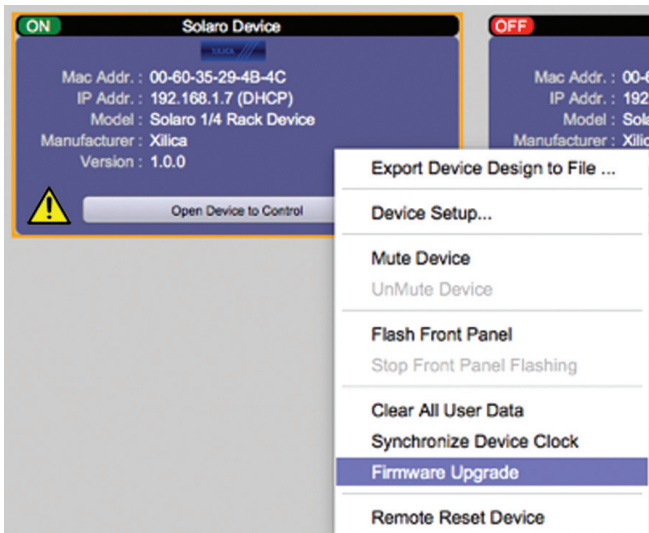 ON Solaro Device
XILICA
Mac Addr. : 00-60-35-29-4B-4C
IP Addr. : 192.168.1.7 (DHCP)
Model : Solaro 1/4 Rack Device
Manufacturer : Xilica
Version : 1.0.0
Open Device to Control
OFF
Mac Addr. : 00-6
IP Addr. : 192
Model : Sola
Manufacturer : Xilic
Export Device Design to File ...
Device Setup...
Mute Device
UnMute Device
Flash Front Panel
Stop Front Panel Flashing
Clear All User Data
Synchronize Device Clock
Firmware Upgrade
Remote Reset Device